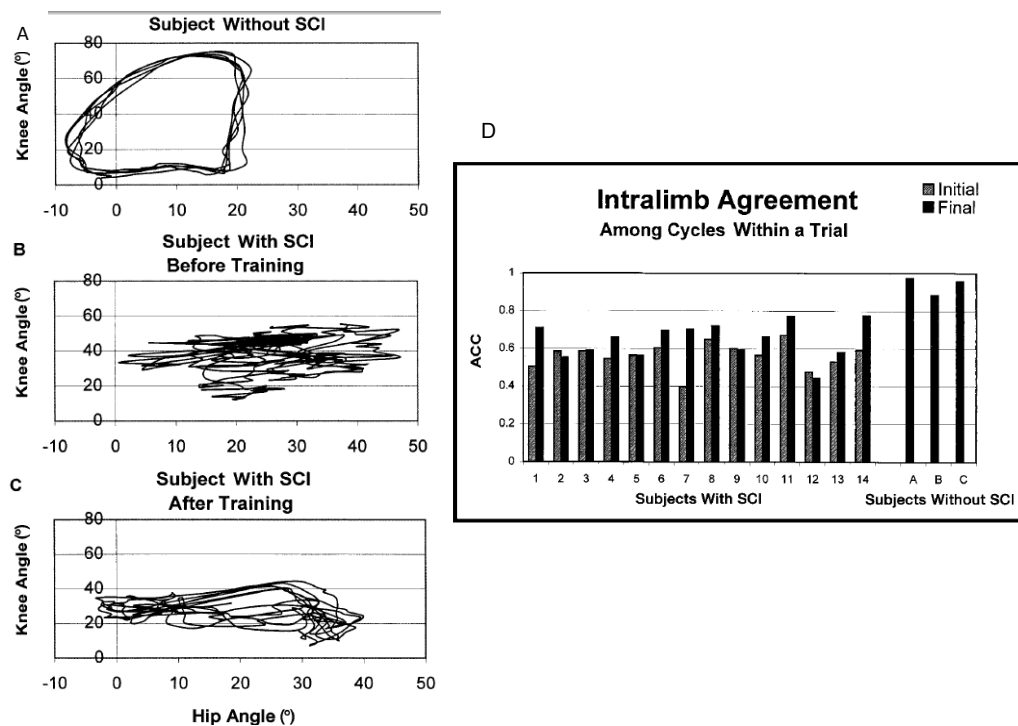 A
Subject Without SCI
Knee Angle (º)
80
60
40
20
0
-10 0 10 20 30 40 50
B
Subject With SCI
Before Training
Knee Angle (º)
80
60
40
20
0
-10 0 10 20 30 40 50
C
Subject With SCI
After Training
Knee Angle (º)
80
60
40
20
0
-10 0 10 20 30 40 50
Hip Angle (º)
D
Intralimb Agreement
Among Cycles Within a Trial
Initial
Final
ACC
1
0.8
0.6
0.4
0.2
0
1 2 3 4 5 6 7 8 9 10 11 12 13 14 A B C
Subjects With SCI Subjects Without SCI